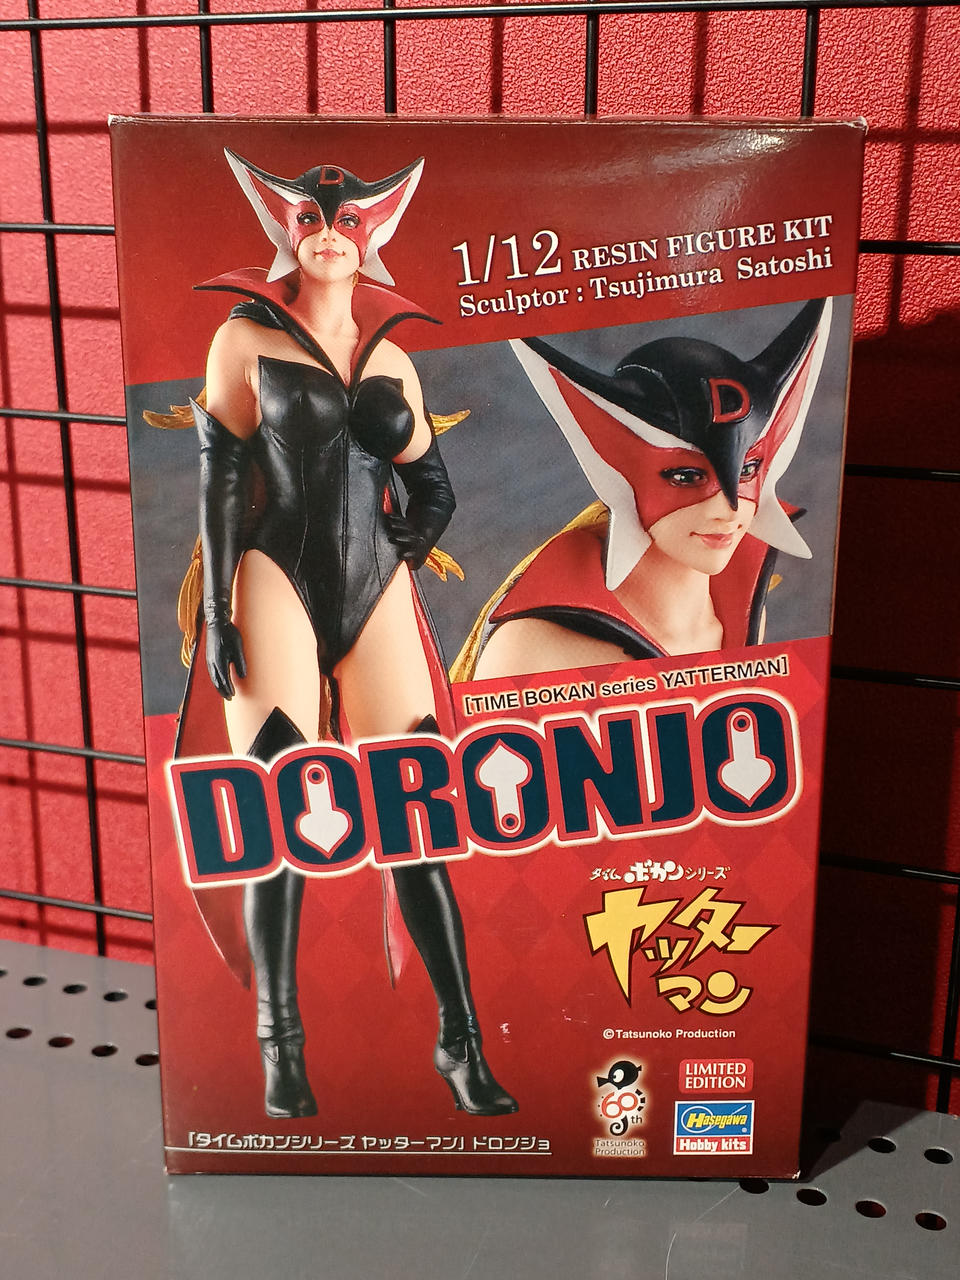 D
1/12 RESIN FIGURE KIT
Sculptor : Tsujimura Satoshi
D
[TIME BOKAN series YATTERMAN]
DORONJO
タイムボカンシリーズ
ヤッター
マン
©Tatsunoko Production
60th
Tatsunoko
Production
LIMITED
EDITION
Hasegawa
Hobby kits
「タイムボカンシリーズ ヤッターマン」ドロンジョ